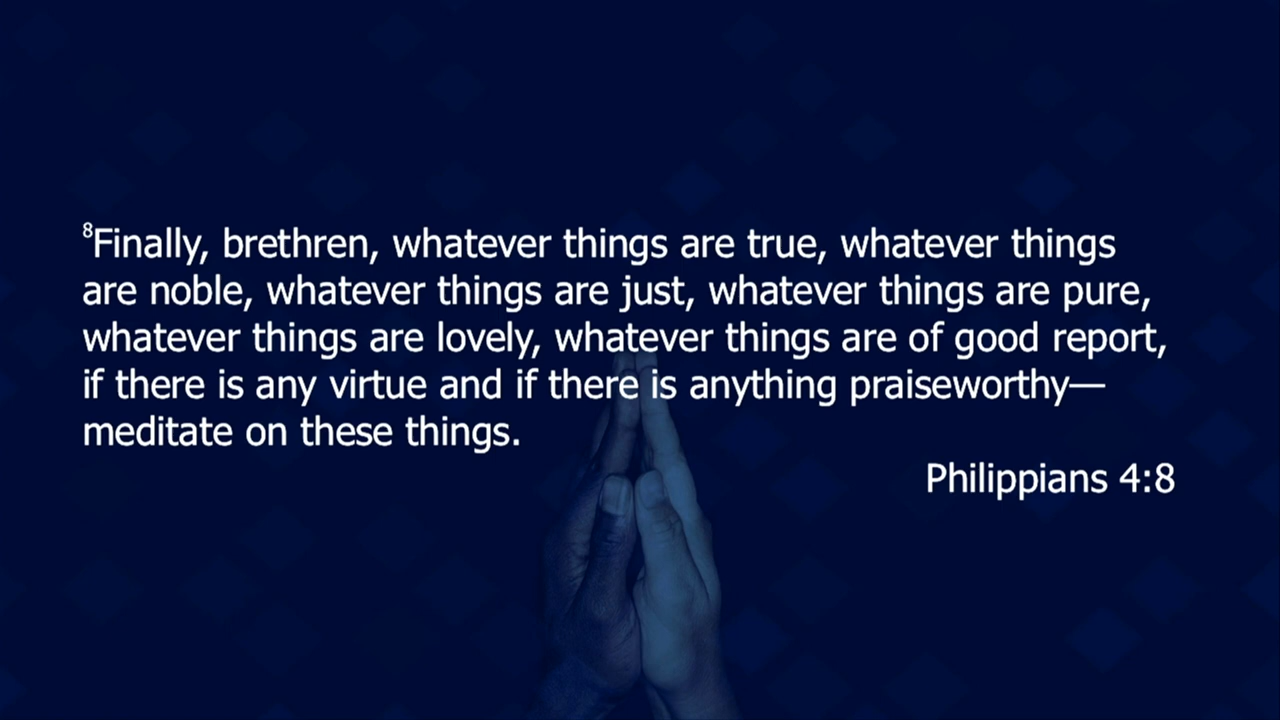 ⁸Finally, brethren, whatever things are true, whatever things
are noble, whatever things are just, whatever things are pure,
whatever things are lovely, whatever things are of good report,
if there is any virtue and if there is anything praiseworthy—
meditate on these things.
Philippians 4:8